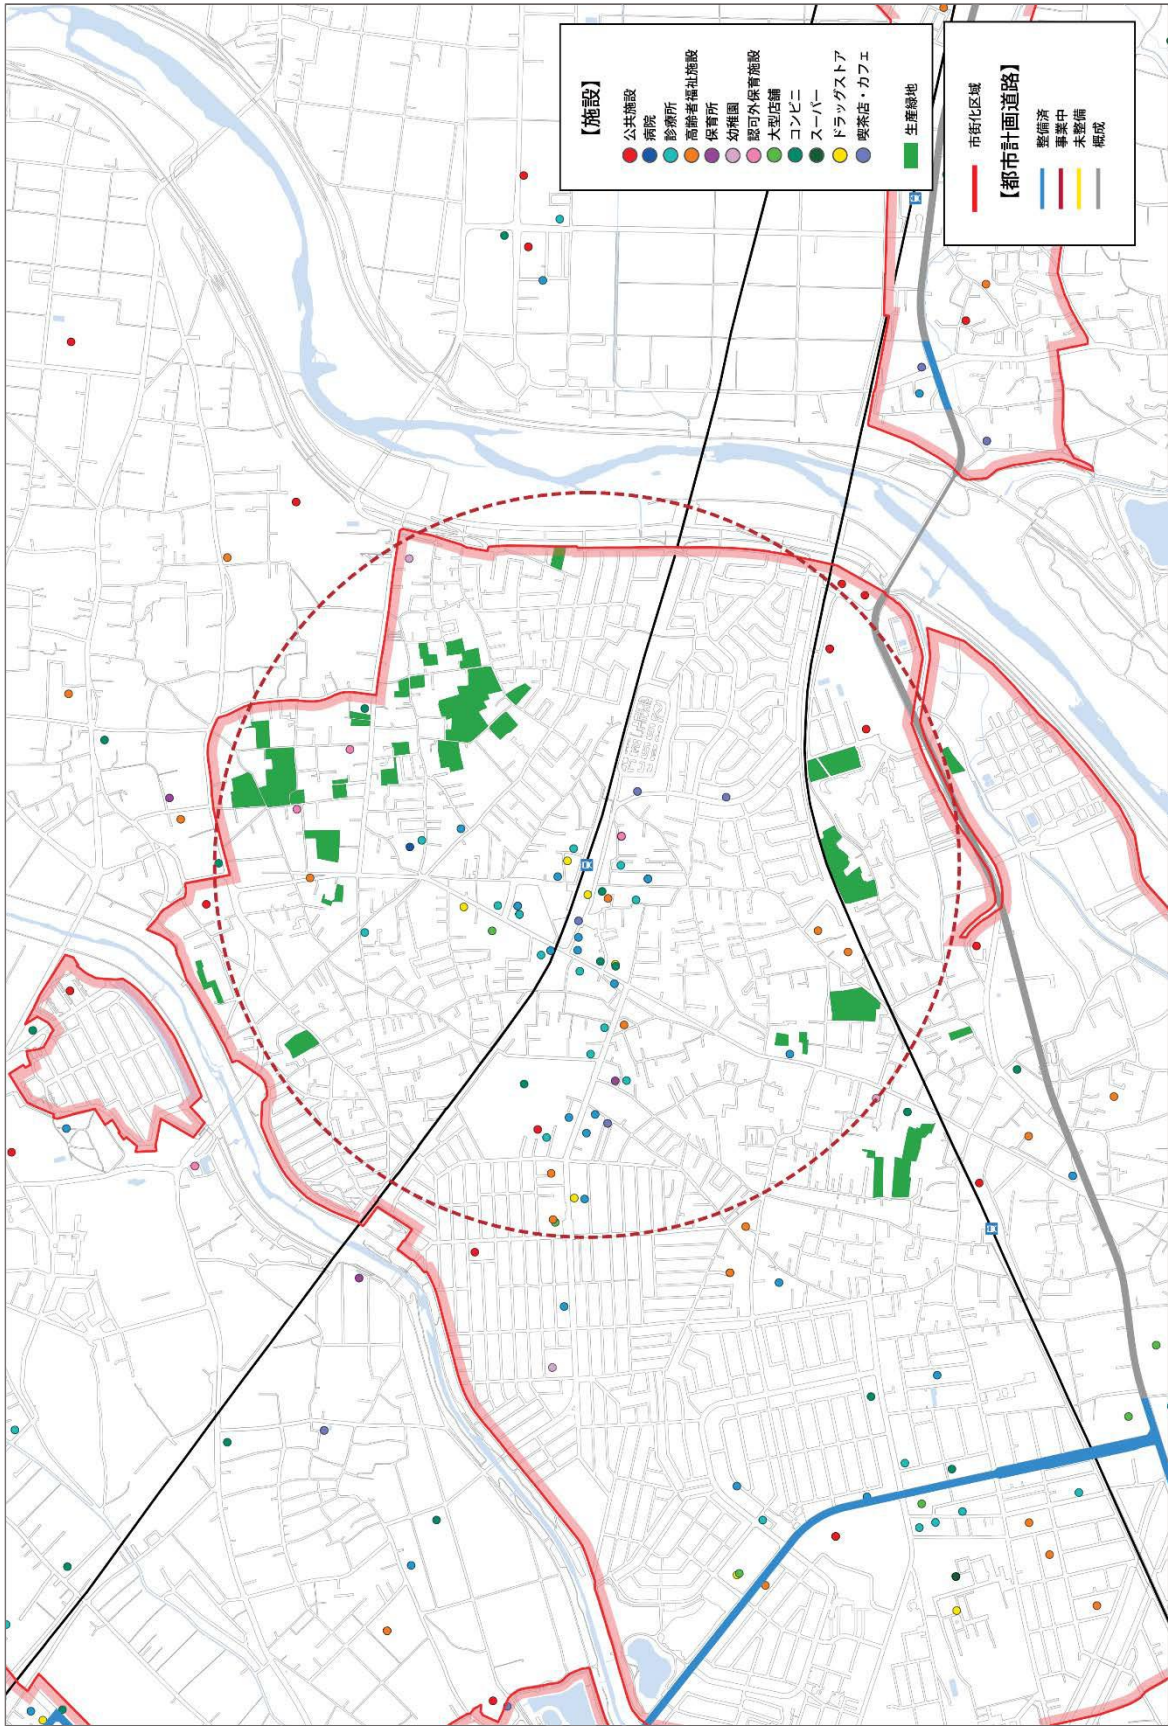 【施設】
公共施設
病院
診療所
高齢者福祉施設
保育所
幼稚園
認可外保育施設
大型店舗
コンビニ
スーパー
ドラッグストア
喫茶店・カフェ
生産緑地
市街化区域
【都市計画道路】
整備済
事業中
未整備
概成